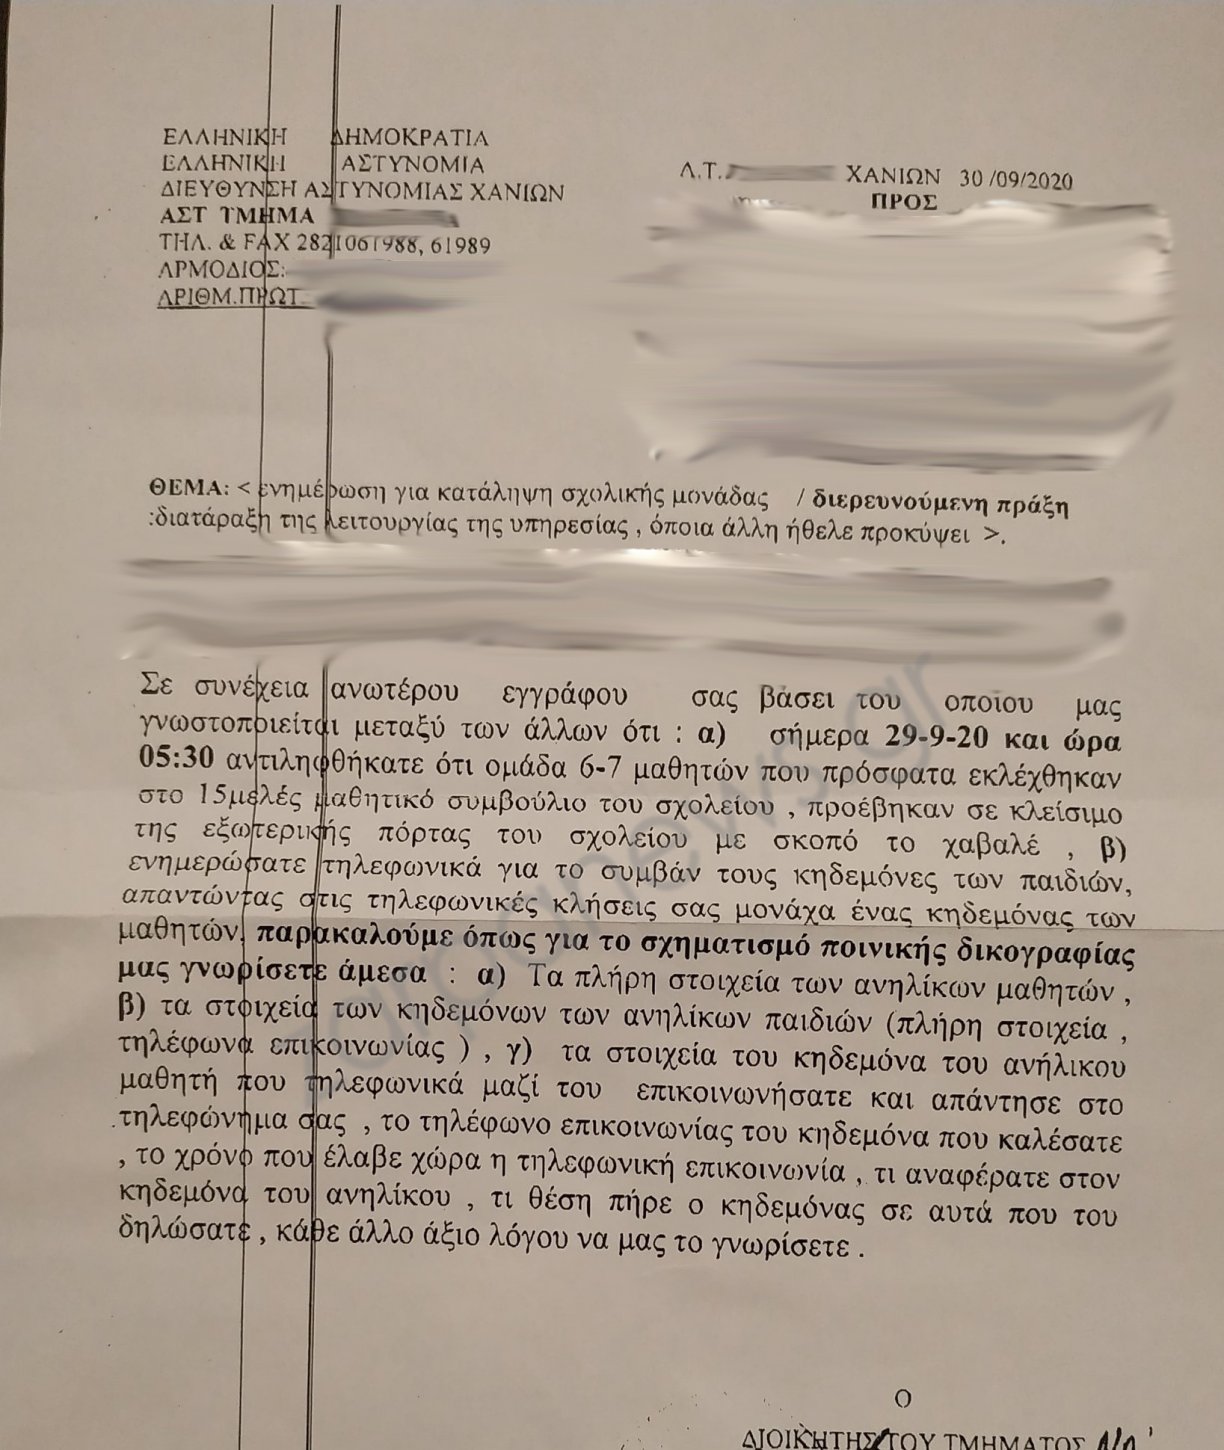 ΕΛΛΗΝΙΚΗ ΔΗΜΟΚΡΑΤΙΑ
ΕΛΛΗΝΙΚΗ ΑΣΤΥΝΟΜΙΑ
ΔΙΕΥΘΥΝΣΗ ΑΣΤΥΝΟΜΙΑΣ ΧΑΝΙΩΝ
ΑΣΤ ΤΜΗΜΑ
ΤΗΛ. & FAX 2821061988, 61989
ΑΡΜΟΔΙΟΣ:
ΑΡΙΘΜ.ΠΡΩΤ.
Α.Τ. ΧΑΝΙΩΝ 30 /09/2020
ΠΡΟΣ
ΘΕΜΑ: < ενημέρωση για κατάληψη σχολικής μονάδας / διερευνούμενη πράξη
:διατάραξη της λειτουργίας της υπηρεσίας , όποια άλλη ήθελε προκύψει >.
Σε συνέχεια ανωτέρου εγγράφου σας βάσει του οποίου μας
γνωστοποιείται μεταξύ των άλλων ότι : α) σήμερα 29-9-20 και ώρα
05:30 αντιληφθήκατε ότι ομάδα 6-7 μαθητών που πρόσφατα εκλέχθηκαν
στο 15μελές μαθητικό συμβούλιο του σχολείου , προέβηκαν σε κλείσιμο
της εξωτερικής πόρτας του σχολείου με σκοπό το χαβαλέ , β)
ενημερώσατε τηλεφωνικά για το συμβάν τους κηδεμόνες των παιδιών,
απαντώντας στις τηλεφωνικές κλήσεις σας μονάχα ένας κηδεμόνας των
μαθητών, παρακαλούμε όπως για το σχηματισμό ποινικής δικογραφίας
μας γνωρίσετε άμεσα : α) Τα πλήρη στοιχεία των ανηλίκων μαθητών ,
β) τα στοιχεία των κηδεμόνων των ανηλίκων παιδιών (πλήρη στοιχεία ,
τηλέφωνα επικοινωνίας ) , γ) τα στοιχεία του κηδεμόνα του ανήλικου
μαθητή που τηλεφωνικά μαζί του επικοινωνήσατε και απάντησε στο
τηλεφώνημα σας , το τηλέφωνο επικοινωνίας του κηδεμόνα που καλέσατε
, το χρόνο που έλαβε χώρα η τηλεφωνική επικοινωνία , τι αναφέρατε στον
κηδεμόνα του ανηλίκου , τι θέση πήρε ο κηδεμόνας σε αυτά που του
δηλώσατε , κάθε άλλο άξιο λόγου να μας το γνωρίσετε .
Ο
ΔΙΟΙΚΗΤΗΣ ΤΟΥ ΤΜΗΜΑΤΟΣ